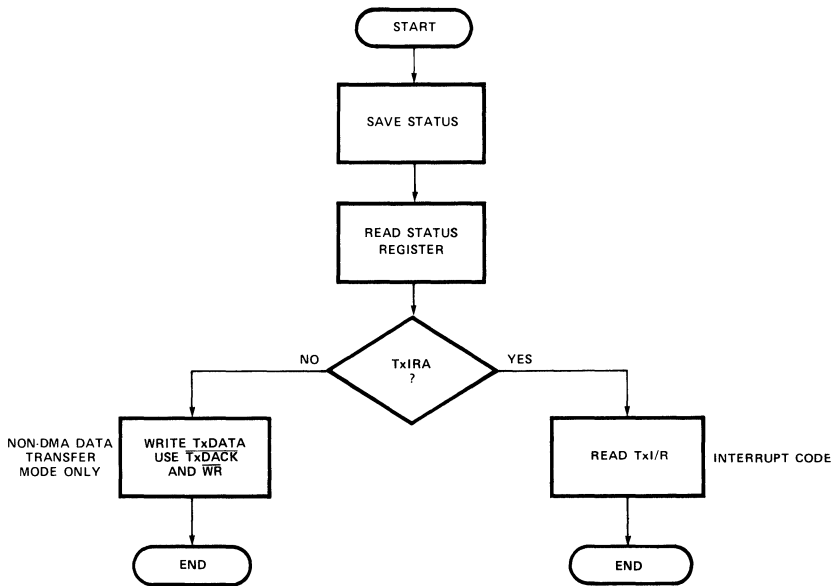 START
SAVE STATUS
READ STATUS
REGISTER
TxIRA
?
NO
YES
NON-DMA DATA
TRANSFER
MODE ONLY
WRITE TxDATA
USE TxDACK
AND WR
READ TxI/R
INTERRUPT CODE
END
END